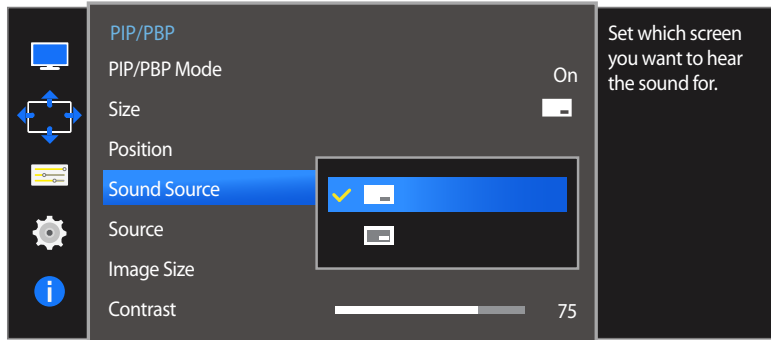 PIP/PBP
PIP/PBP Mode
On
Size
Position
Sound Source
Source
Image Size
Contrast
75
Set which screen
you want to hear
the sound for.